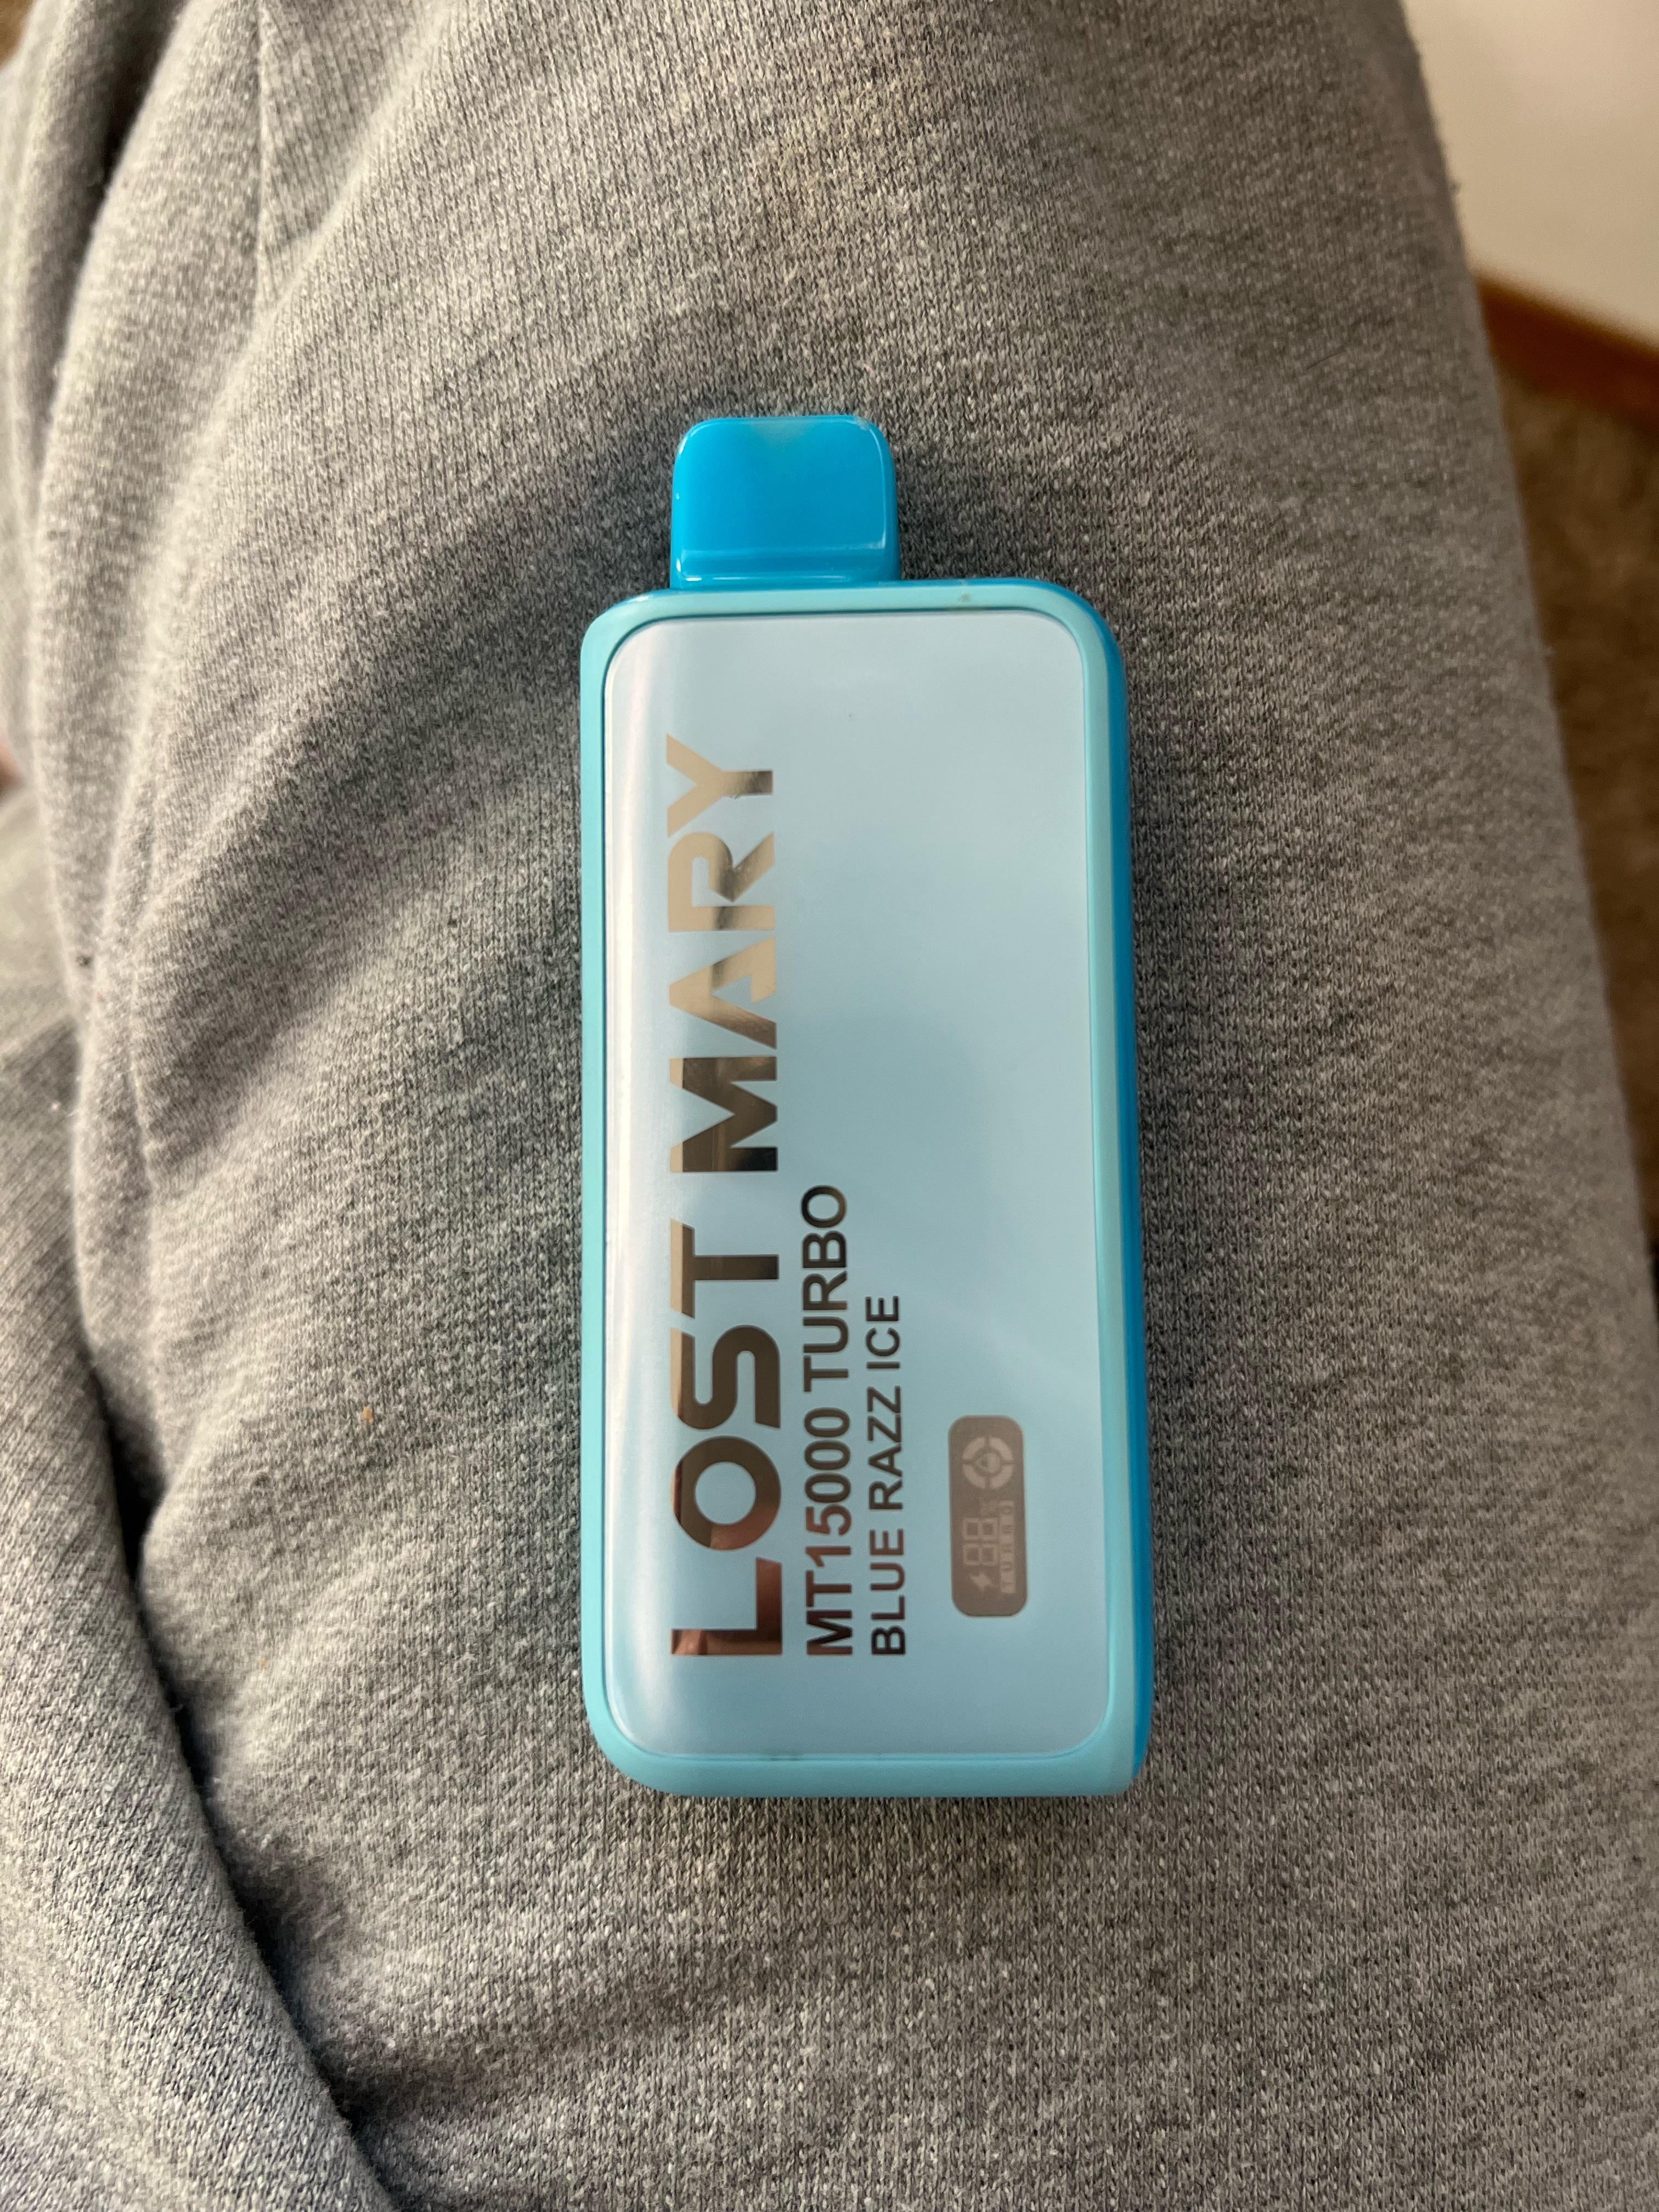 LOST MARY
MT15000 TURBO
BLUE RAZZ ICE